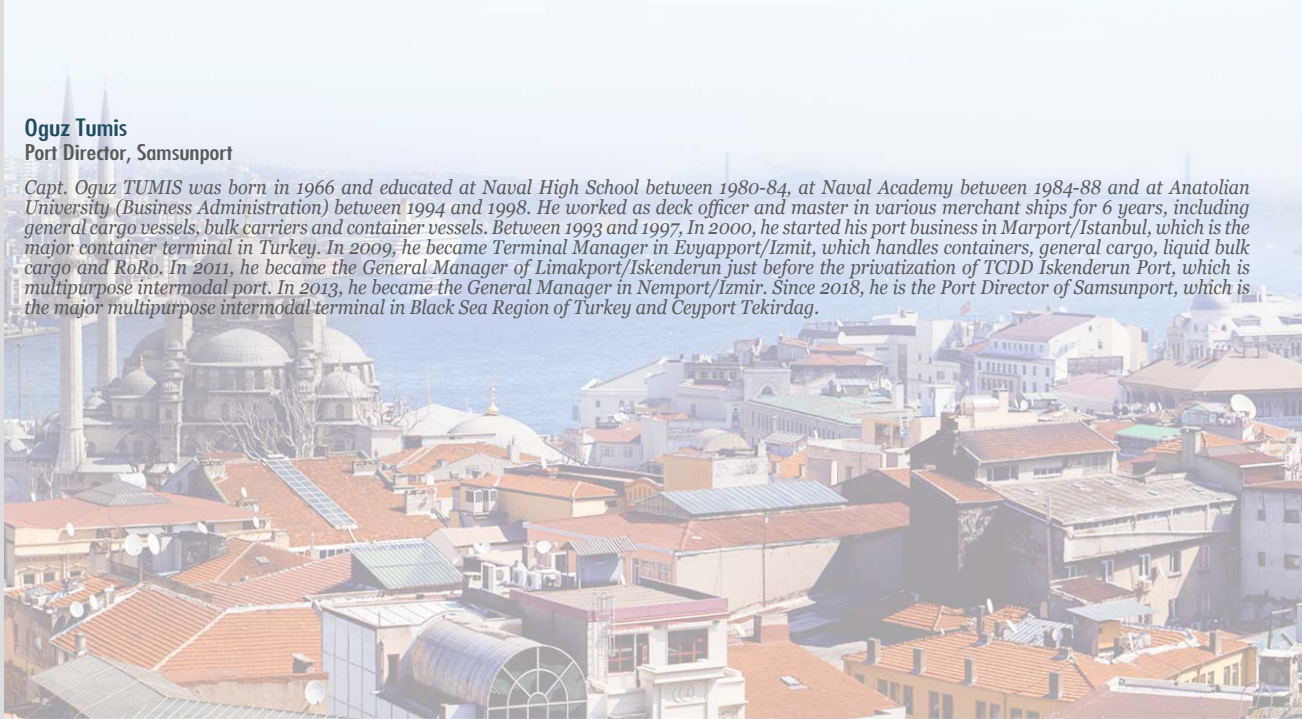 Oguz Tumis
Port Director, Samsunport
Capt. Oguz TUMIS was born in 1966 and educated at Naval High School between 1980-84, at Naval Academy between 1984-88 and at Anatolian
University (Business Administration) between 1994 and 1998. He worked as deck officer and master in various merchant ships for 6 years, including
general cargo vessels, bulk carriers and container vessels. Between 1993 and 1997, In 2000, he started his port business in Marport/Istanbul, which is the
major container terminal in Turkey. In 2009, he became Terminal Manager in Evyapport/Izmit, which handles containers, general cargo, liquid bulk
cargo and RoRo. In 2011, he became the General Manager of Limakport/Iskenderun just before the privatization of TCDD Iskenderun Port, which is
multipurpose intermodal port. In 2013, he became the General Manager in Nemport/Izmir. Since 2018, he is the Port Director of Samsunport, which is
the major multipurpose intermodal terminal in Black Sea Region of Turkey and Ceyport Tekirdag.